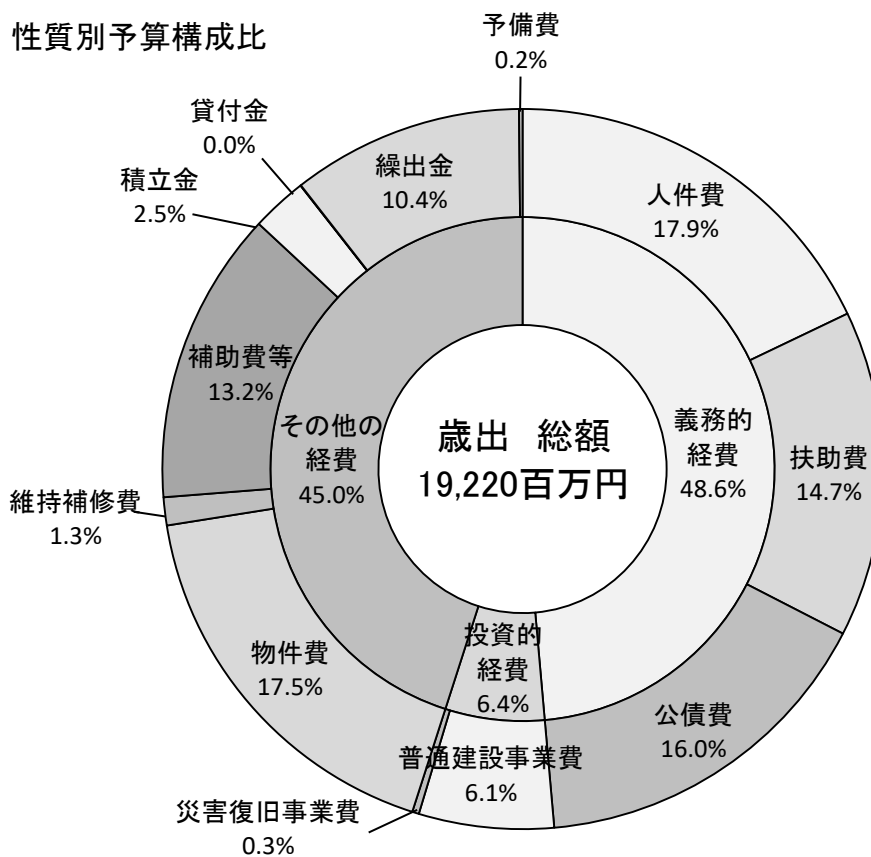 性質別予算構成比
予備費
0.2%
貸付金
0.0%
積立金
2.5%
繰出金
10.4%
人件費
17.9%
補助費等
13.2%
その他の
経費
45.0%
歳出 総額
19,220百万円
義務的
経費
48.6%
扶助費
14.7%
維持補修費
1.3%
物件費
17.5%
投資的
経費
6.4%
公債費
16.0%
普通建設事業費
6.1%
災害復旧事業費
0.3%